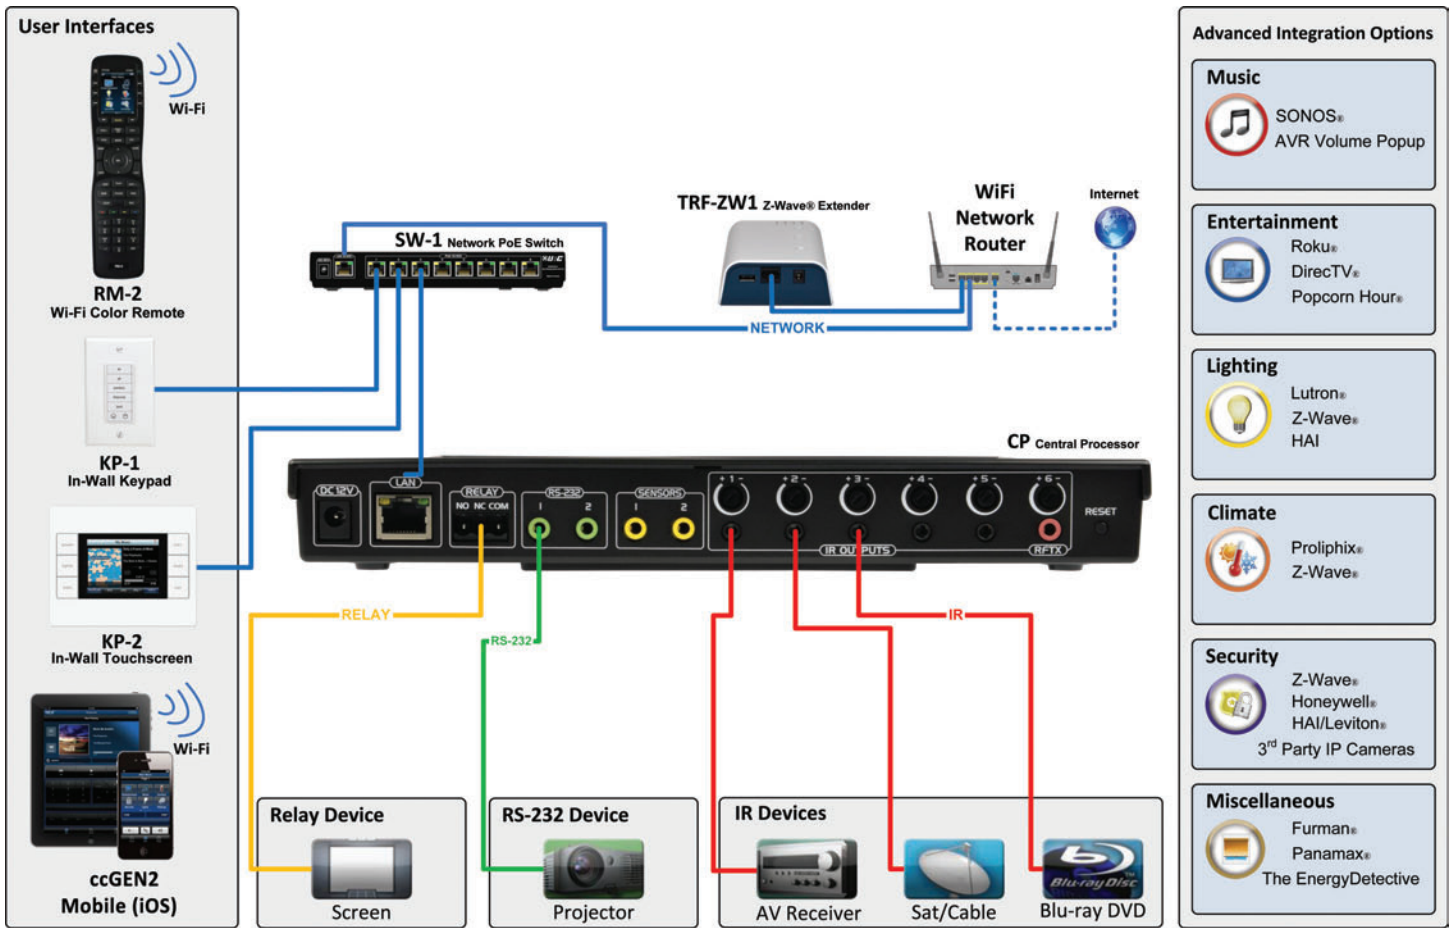 User Interfaces
Wi-Fi
RM-2
Wi-Fi Color Remote
KP-1
In-Wall Keypad
KP-2
In-Wall Touchscreen
Wi-Fi
ccGEN2
Mobile (iOS)
SW-1 Network PoE Switch
TRF-ZW1 Z-Wave® Extender
WiFi
Network
Router
Internet
NETWORK
CP Central Processor
DC 12V
LAN
RELAY
NO NC COM
RS-232
1 2
SENSORS
1 2
+ 1 - + 2 - + 3 - + 4 - + 5 - + 6 -
IR OUTPUTS
RFTX
RESET
RELAY
RS-232
IR
Relay Device
Screen
RS-232 Device
Projector
IR Devices
AV Receiver
Sat/Cable
Blu-ray Disc
TM
Blu-ray DVD
Advanced Integration Options
Music
SONOS®
AVR Volume Popup
Entertainment
Roku®
DirecTV®
Popcorn Hour®
Lighting
Lutron®
Z-Wave®
HAI
Climate
Proliphix®
Z-Wave®
Security
Z-Wave®
Honeywell®
HAI/Leviton®
3rd Party IP Cameras
Miscellaneous
Furman®
Panamax®
The EnergyDetective